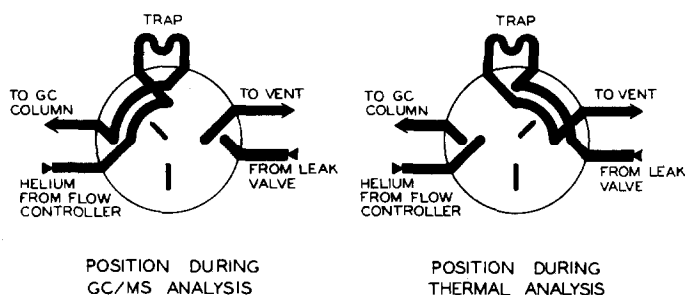 TRAP
TO GC
COLUMN
TO VENT
HELIUM
FROM FLOW
CONTROLLER
FROM LEAK
VALVE
POSITION DURING
GC/MS ANALYSIS
TRAP
TO GC
COLUMN
TO VENT
HELIUM
FROM FLOW
CONTROLLER
FROM LEAK
VALVE
POSITION DURING
THERMAL ANALYSIS